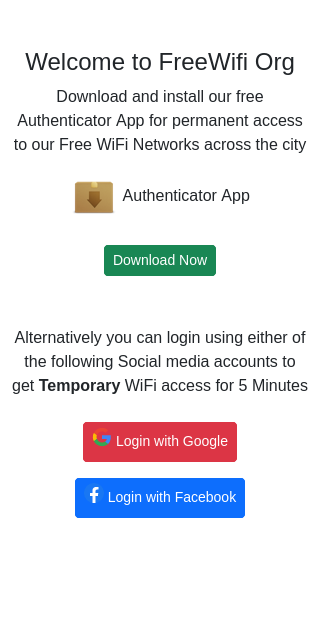 Welcome to FreeWifi Org
Download and install our free
Authenticator App for permanent access
to our Free WiFi Networks across the city
Authenticator App
Download Now
Alternatively you can login using either of
the following Social media accounts to
get Temporary WiFi access for 5 Minutes
Login with Google
Login with Facebook